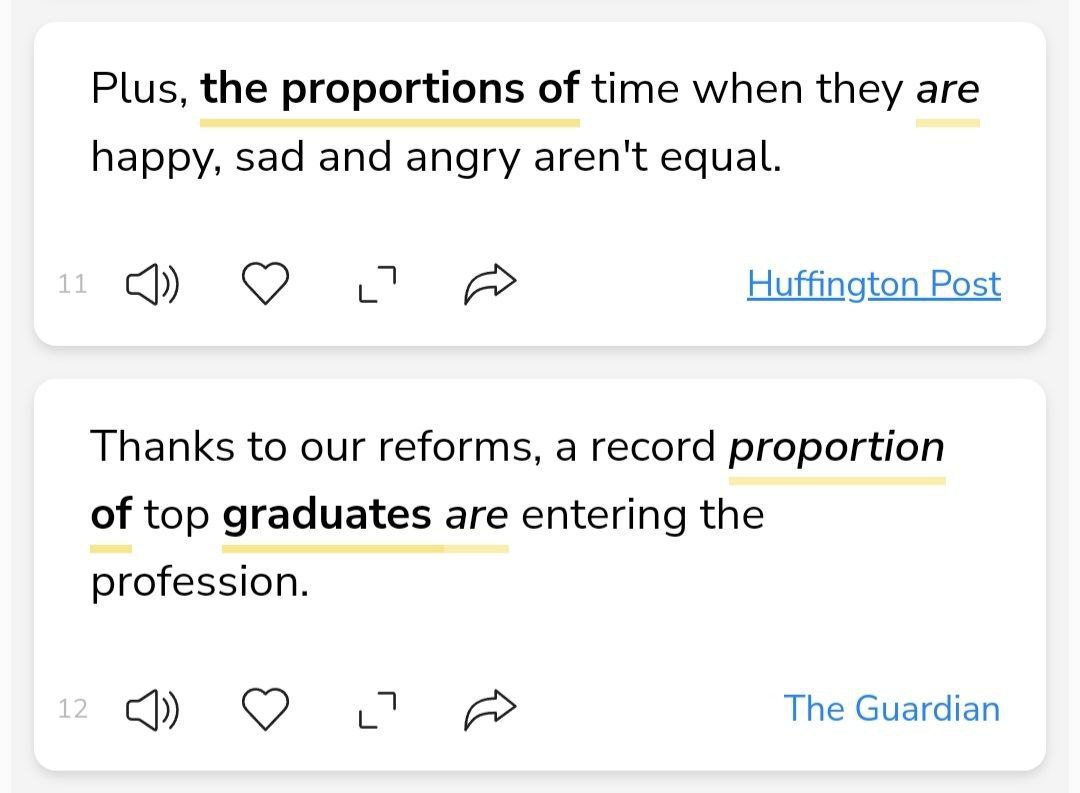 Plus, the proportions of time when they are
happy, sad and angry aren't equal.
11
Huffington Post
Thanks to our reforms, a record proportion
of top graduates are entering the
profession.
12
The Guardian